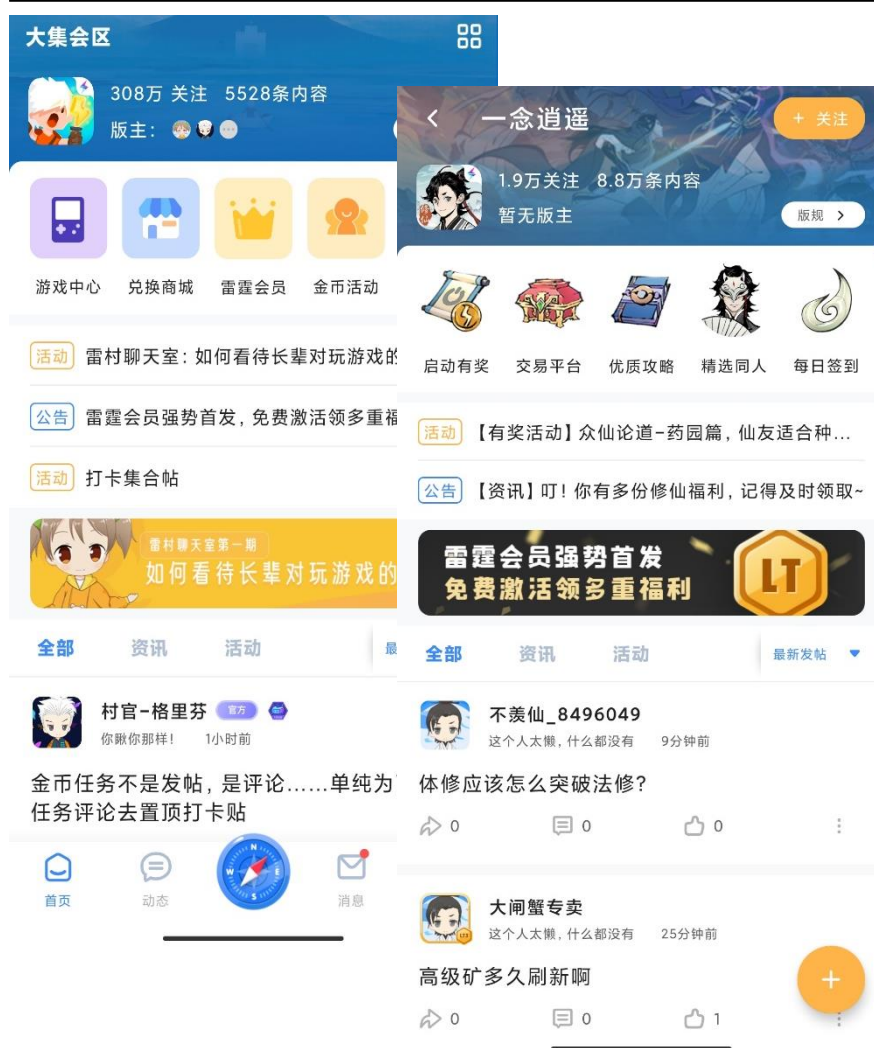 大集会区
308万 关注 5528条内容
版主：
游戏中心 兑换商城 雷霆会员 金币活动
活动 雷村聊天室：如何看待长辈对玩游戏的
公告 雷霆会员强势首发，免费激活领多重福
活动 打卡集合帖
雷村聊天室第一期
如何看待长辈对玩游戏的
全部 资讯 活动
村官-格里芬 官方
你瞅你那样！ 1小时前
金币任务不是发帖，是评论......单纯为
任务评论去置顶打卡贴
N
W E
S
首页 动态 消息
一念逍遥 + 关注
1.9万关注 8.8万条内容
暂无版主 版规
启动有奖 交易平台 优质攻略 精选同人 每日签到
活动 【有奖活动】众仙论道-药园篇，仙友适合种...
公告 【资讯】叮！你有多份修仙福利，记得及时领取~
雷霆会员强势首发
免费激活领多重福利
LT
全部 资讯 活动 最新发帖
不羡仙_8496049
这个人太懒，什么都没有 9分钟前
体修应该怎么突破法修？
0 0 0
大闸蟹专卖
这个人太懒，什么都没有 25分钟前
高级矿多久刷新啊
0 0 1